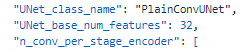 "UNet_class_name": "PlainConvUNet",
"UNet_base_num_features": 32,
"n_conv_per_stage_encoder": [